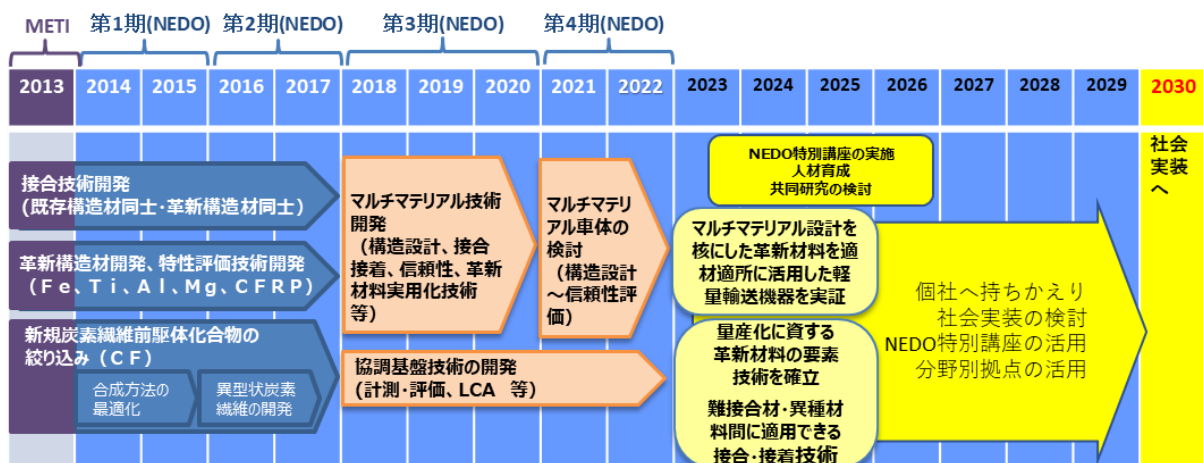 METI
第1期(NEDO)
第2期(NEDO)
第3期(NEDO)
第4期(NEDO)
2013
2014
2015
2016
2017
2018
2019
2020
2021
2022
2023
2024
2025
2026
2027
2028
2029
2030
接合技術開発
(既存構造材同士・革新構造材同士)
革新構造材開発、特性評価技術開発
(Fe、Ti、Al、Mg、CFRP)
新規炭素繊維前駆体化合物の
絞り込み(CF)
合成方法の
最適化
異型状炭素
繊維の開発
マルチマテリアル技術
開発
(構造設計、接合
接着、信頼性、革新
材料実用化技術
等)
協調基盤技術の開発
(計測・評価、LCA 等)
マルチマテリ
アル車体の
検討
(構造設計
~信頼性評
価)
NEDO特別講座の実施
人材育成
共同研究の検討
マルチマテリアル設計を
核にした革新材料を適
材適所に活用した軽
量輸送機器を実証
量産化に資する
革新材料の要素
技術を確立
難接合材・異種材
料間に適用できる
接合・接着技術
個社へ持ちかえり
社会実装の検討
NEDO特別講座の活用
分野別拠点の活用
社会
実装
へ